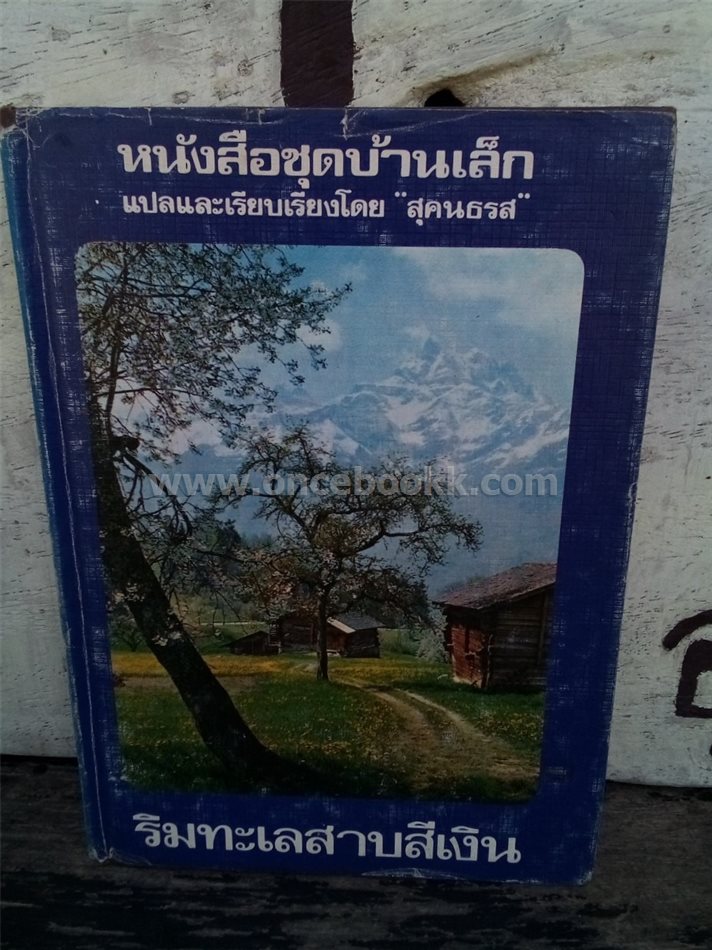 หนังสือชุดบ้านเล็ก
แปลและเรียบเรียงโดย "สุคนธรส"
www.oncebookk.com
ริมทะเลสาบสีเงิน